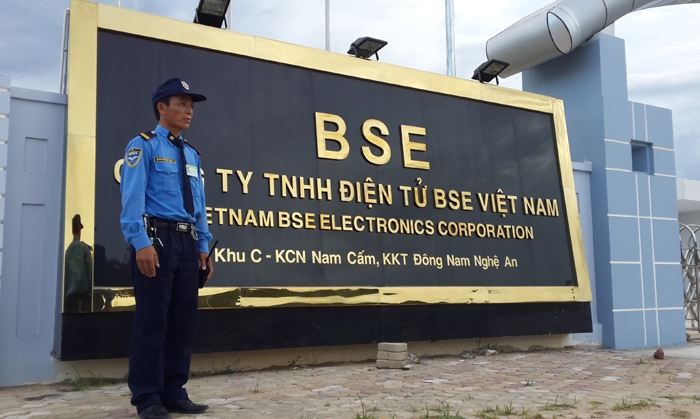 BSE
TY TNHH ĐIỆN TỬ BSE VIỆT NAM
VIETNAM BSE ELECTRONICS CORPORATION
Khu C - KCN Nam Cấm, KKT Đông Nam Nghệ An